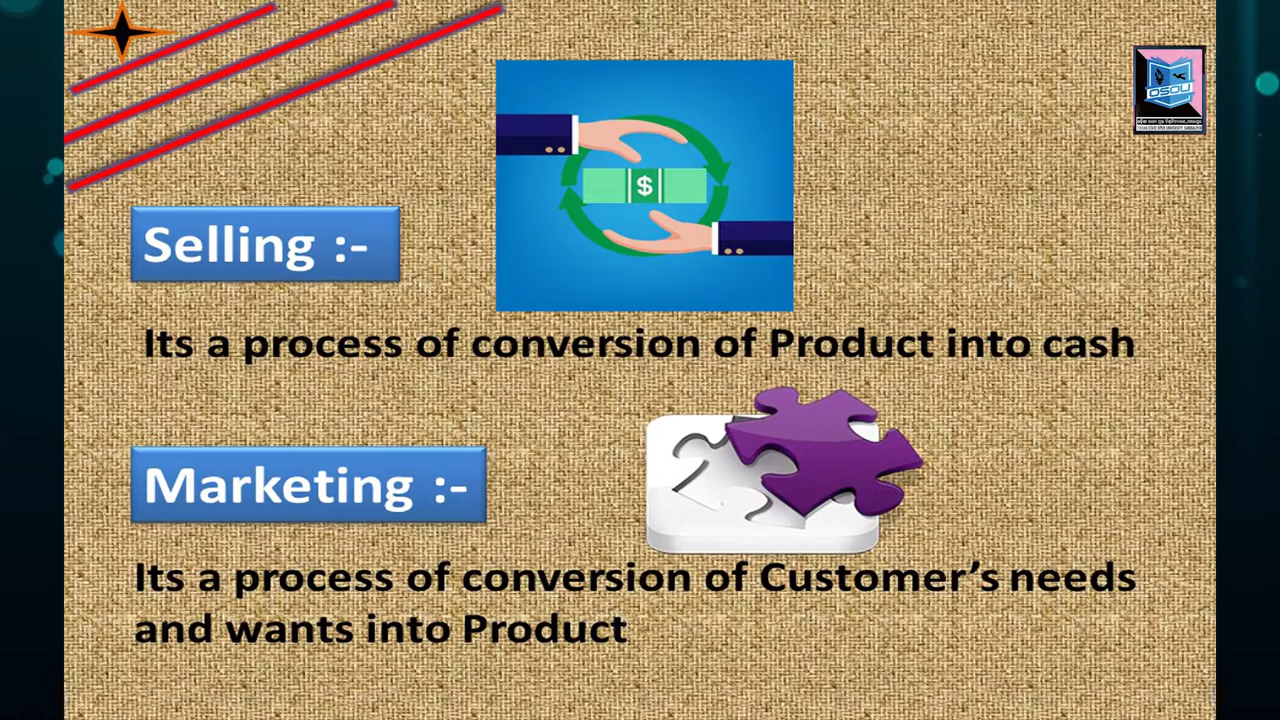 OSOU
$
Selling :-
Its a process of conversion of Product into cash
Marketing :-
Its a process of conversion of Customer’s needs
and wants into Product